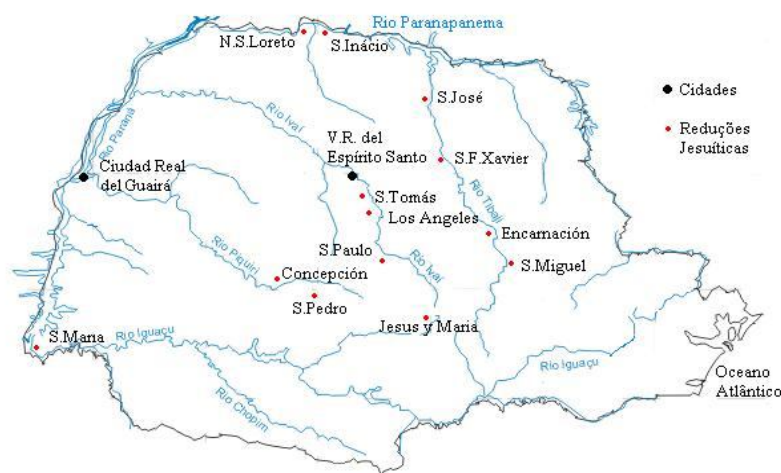 Rio Paranapanema
N.S.Loreto
S.Inácio
S.José
Cidades
Reduções
Jesuíticas
Rio Paraná
Rio Ivaí
V.R. del
Espírito Santo
S.F.Xavier
Ciudad Real
del Guairá
S.Tomás
Los Angeles
Rio Tibaji
Encarnación
S.Paulo
Rio Ivaí
S.Miguel
Rio Piquiri
Concepción
S.Pedro
Jesus y Maria
S.Maria
Rio Iguaçu
Rio Iguaçu
Oceano
Atlântico
Rio Chopim